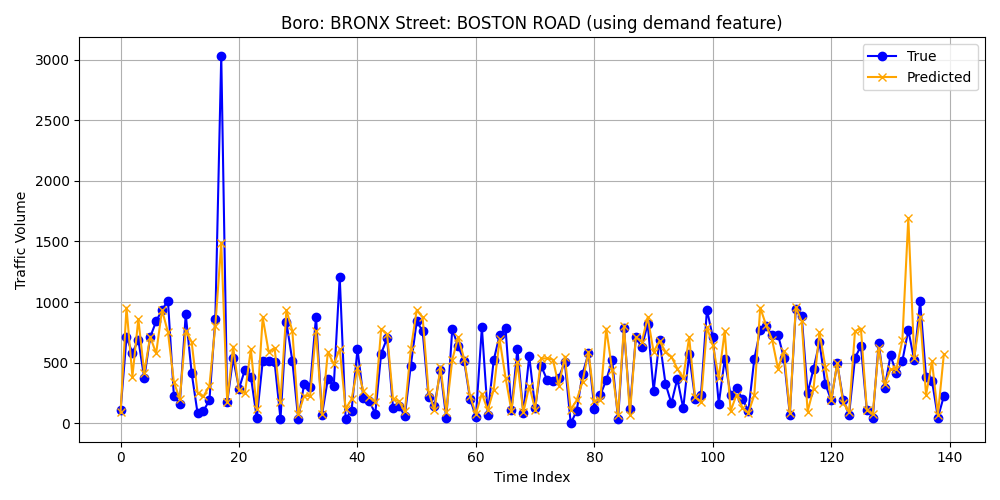 Boro: BRONX Street: BOSTON ROAD (using demand feature)
True
Predicted
Traffic Volume
3000
2500
2000
1500
1000
500
0
0 20 40 60 80 100 120 140
Time Index